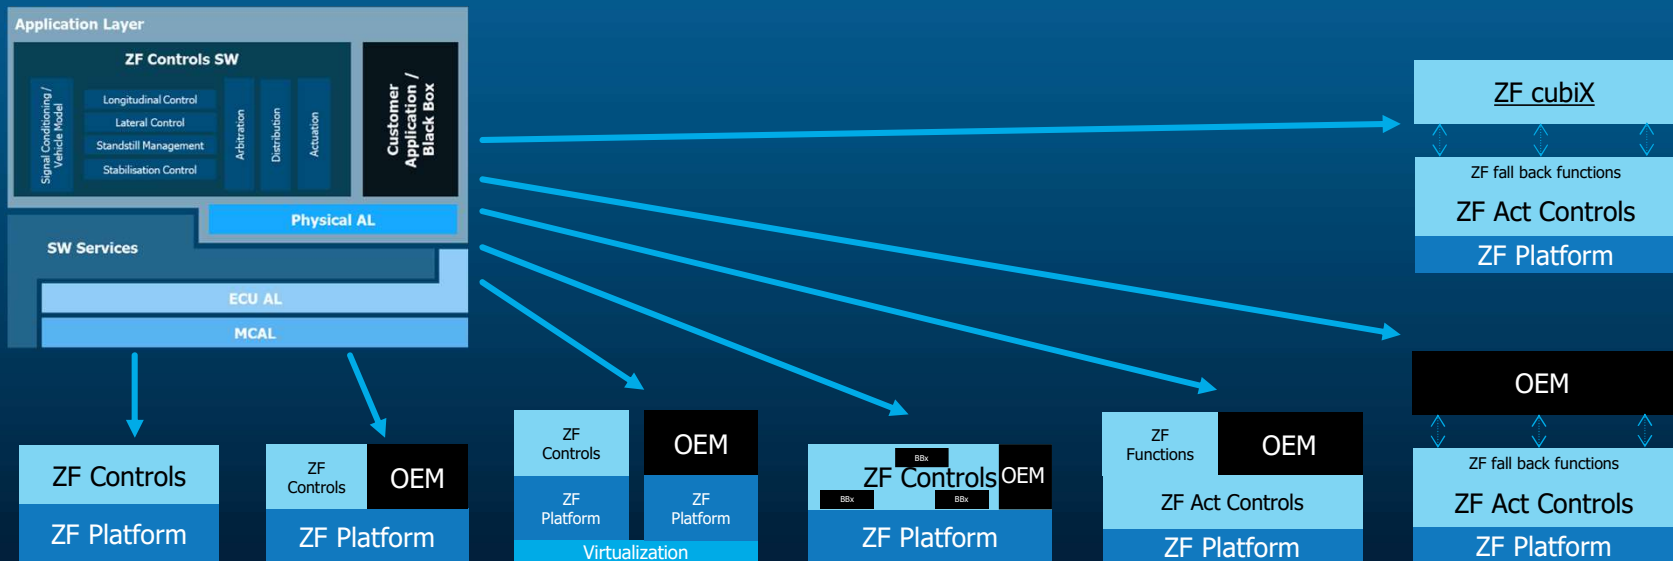 Application Layer
ZF Controls SW
Signal Conditioning /
Vehicle Model
Longitudinal Control
Lateral Control
Standstill Management
Stabilisation Control
Arbitration
Distribution
Actuation
Customer
Application /
Black Box
Physical AL
SW Services
ECU AL
MCAL
ZF cubiX
ZF fall back functions
ZF Act Controls
ZF Platform
OEM
ZF fall back functions
ZF Act Controls
ZF Platform
ZF Controls
ZF Platform
ZF
Controls
OEM
ZF Platform
ZF
Controls
OEM
ZF
Platform
ZF
Platform
Virtualization
BBx
ZF Controls
OEM
BBx
BBx
ZF Platform
ZF
Functions
OEM
ZF Act Controls
ZF Platform